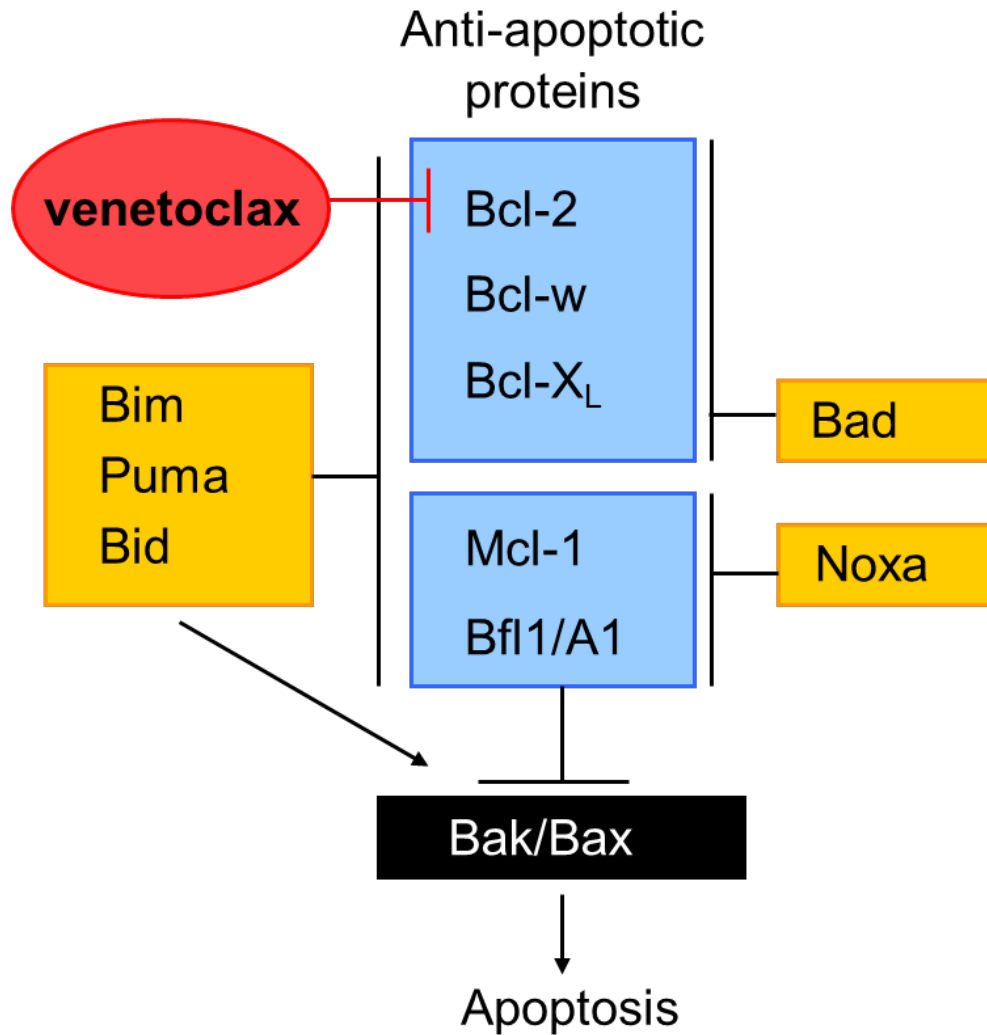 Anti-apoptotic
proteins
venetoclax
Bcl-2
Bcl-w
Bcl-XL
Bim
Puma
Bid
Bad
Mcl-1
Bfl1/A1
Noxa
Bak/Bax
Apoptosis